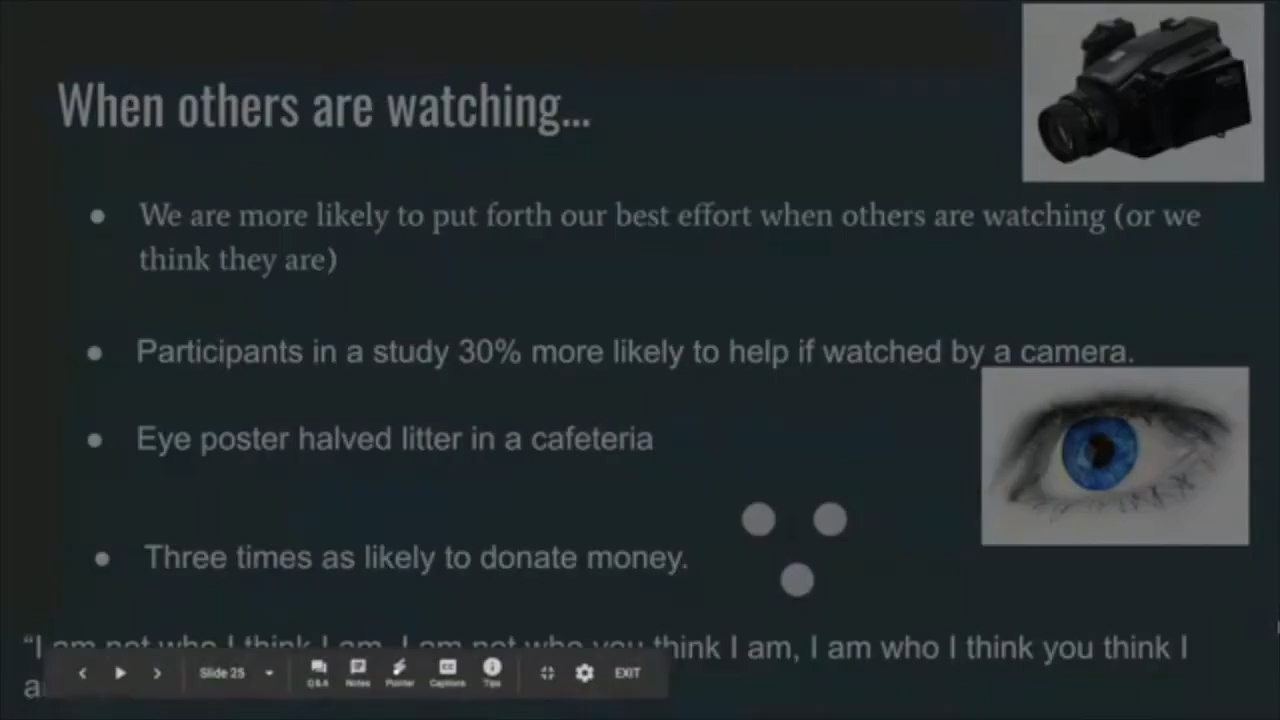 When others are watching...
● We are more likely to put forth our best effort when others are watching (or we
think they are)
● Participants in a study 30% more likely to help if watched by a camera.
● Eye poster halved litter in a cafeteria
● Three times as likely to donate money.
“I am not who I think I am, I am not who you think I am, I am who I think you think I
Slide 25
Q&A Notes Pointer Captions Tips
EXIT